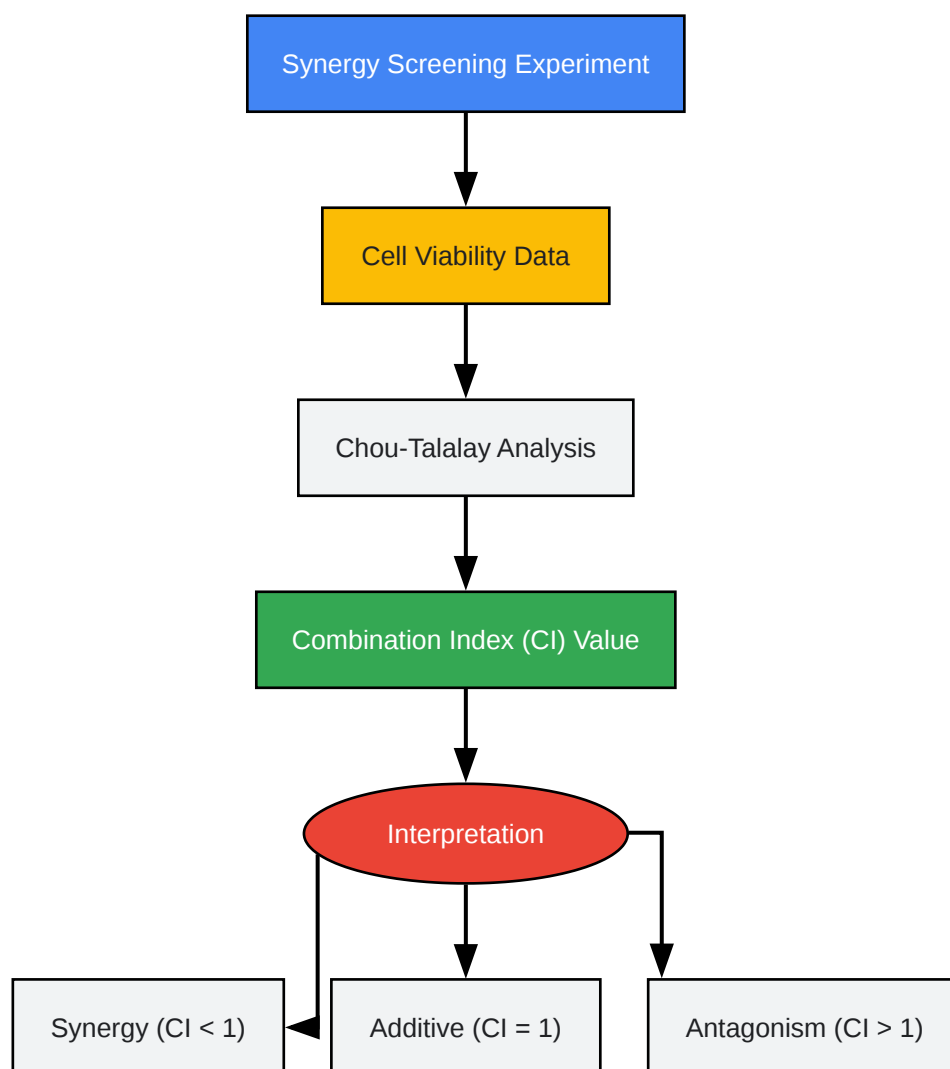 Synergy Screening Experiment
Cell Viability Data
Chou-Talalay Analysis
Combination Index (CI) Value
Interpretation
Synergy (CI < 1)
Additive (CI = 1)
Antagonism (CI > 1)